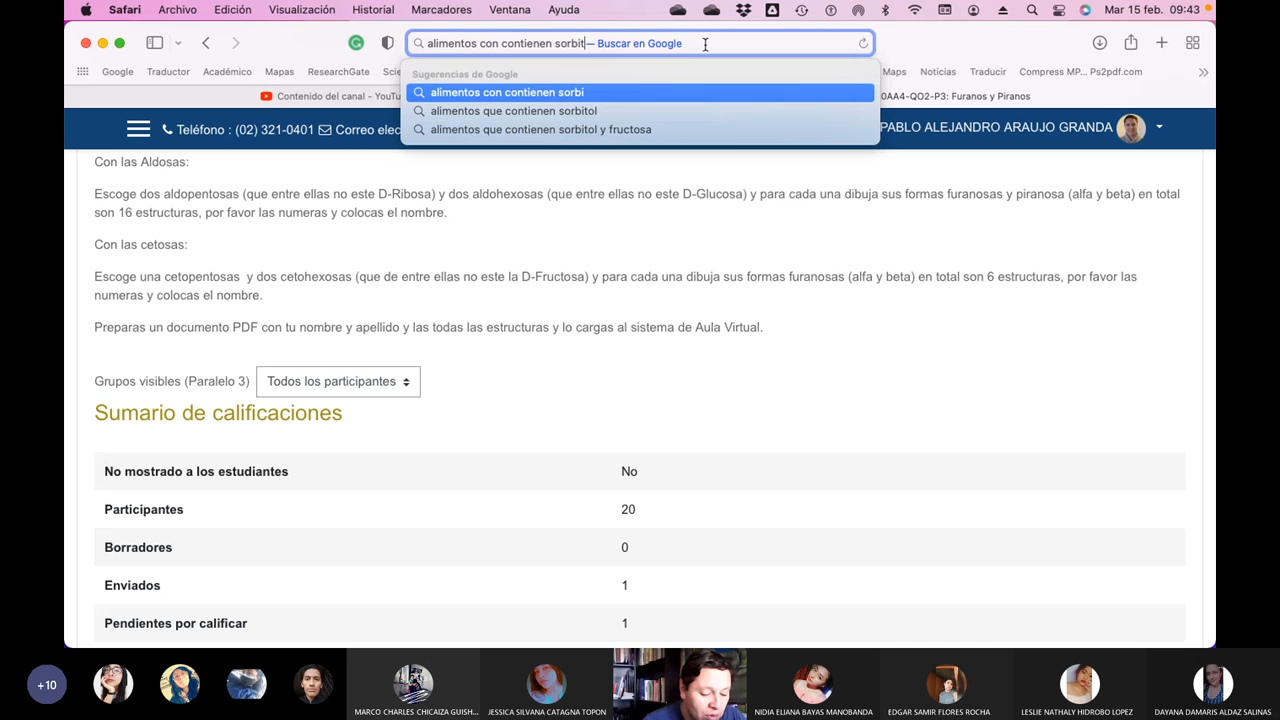 Safari Archivo Edición Visualización Historial Marcadores Ventana Ayuda Mar 15 feb. 09:43
alimentos con contienen sorbit — Buscar en Google
Google Traductor Académico Mapas ResearchGate Maps Noticias Traducir Compress MP... Ps2pdf.com
Sugerencias de Google
alimentos con contienen sorbi
alimentos que contienen sorbitol
alimentos que contienen sorbitol y fructosa
Contenido del canal - YouTu 0AA4-QO2-P3: Furanos y Piranos
Teléfono : (02) 321-0401 Correo elec PABLO ALEJANDRO ARAUJO GRANDA
Con las Aldosas:
Escoge dos aldopentosas (que entre ellas no este D-Ribosa) y dos aldohexosas (que entre ellas no este D-Glucosa) y para cada una dibuja sus formas furanosas y piranosa (alfa y beta) en total
son 16 estructuras, por favor las numeras y colocas el nombre.
Con las cetosas:
Escoge una cetopentosas y dos cetohexosas (que de entre ellas no este la D-Fructosa) y para cada una dibuja sus formas furanosas (alfa y beta) en total son 6 estructuras, por favor las
numeras y colocas el nombre.
Preparas un documento PDF con tu nombre y apellido y las todas las estructuras y lo cargas al sistema de Aula Virtual.
Grupos visibles (Paralelo 3) Todos los participantes
Sumario de calificaciones
No mostrado a los estudiantes No
Participantes 20
Borradores 0
Enviados 1
Pendientes por calificar 1
+10
MARCO CHARLES CHICAIZA GUISH... JESSICA SILVANA CATAGNA TOPON NIDIA ELIANA BAYAS MANOBANDA EDGAR SAMIR FLORES ROCHA LESLIE NATHALY HIDROBO LOPEZ DAYANA DAMARIS ALDAZ SALINAS